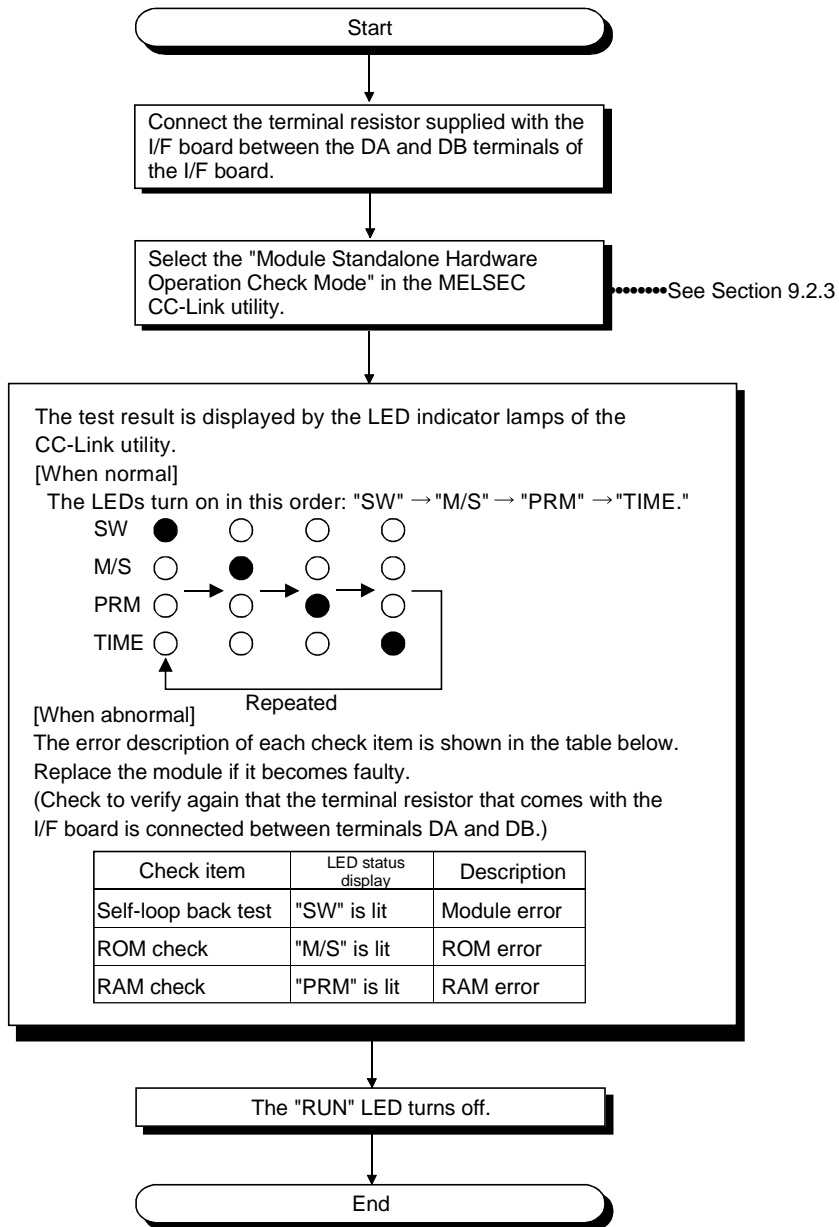 Start
Connect the terminal resistor supplied with the
I/F board between the DA and DB terminals of
the I/F board.
Select the "Module Standalone Hardware
Operation Check Mode" in the MELSEC
CC-Link utility.
See Section 9.2.3
The test result is displayed by the LED indicator lamps of the
CC-Link utility.
[When normal]
The LEDs turn on in this order: "SW" → "M/S" → "PRM" → "TIME."
SW
M/S
PRM
TIME
Repeated
[When abnormal]
The error description of each check item is shown in the table below.
Replace the module if it becomes faulty.
(Check to verify again that the terminal resistor that comes with the
I/F board is connected between terminals DA and DB.)
Check item LED status display Description
Self-loop back test "SW" is lit Module error
ROM check "M/S" is lit ROM error
RAM check "PRM" is lit RAM error
The "RUN" LED turns off.
End